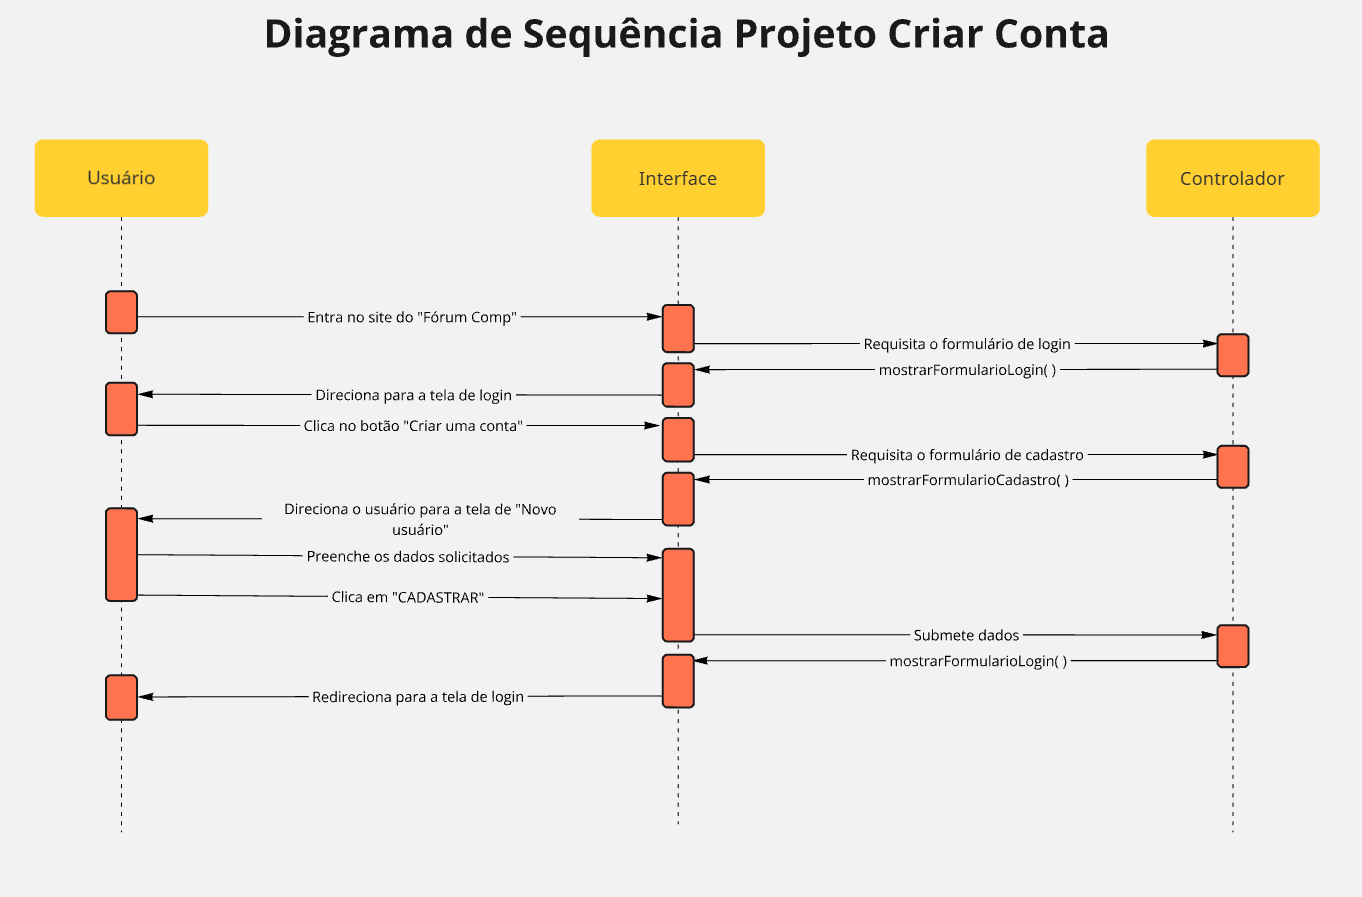 Diagrama de Sequência Projeto Criar Conta
Usuário
Interface
Controlador
Entra no site do "Fórum Comp"
Requisita o formulário de login
mostrarFormularioLogin( )
Direciona para a tela de login
Clica no botão "Criar uma conta"
Requisita o formulário de cadastro
mostrarFormularioCadastro( )
Direciona o usuário para a tela de "Novo
usuário"
Preenche os dados solicitados
Clica em "CADASTRAR"
Submete dados
mostrarFormularioLogin( )
Redireciona para a tela de login